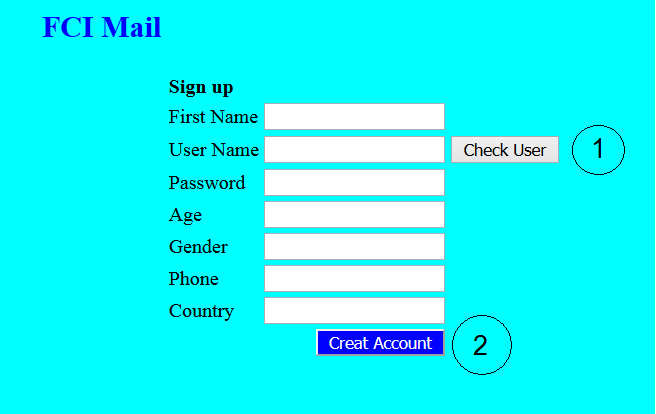 FCI Mail
Sign up
First Name
User Name Check User 1
Password
Age
Gender
Phone
Country
Creat Account 2